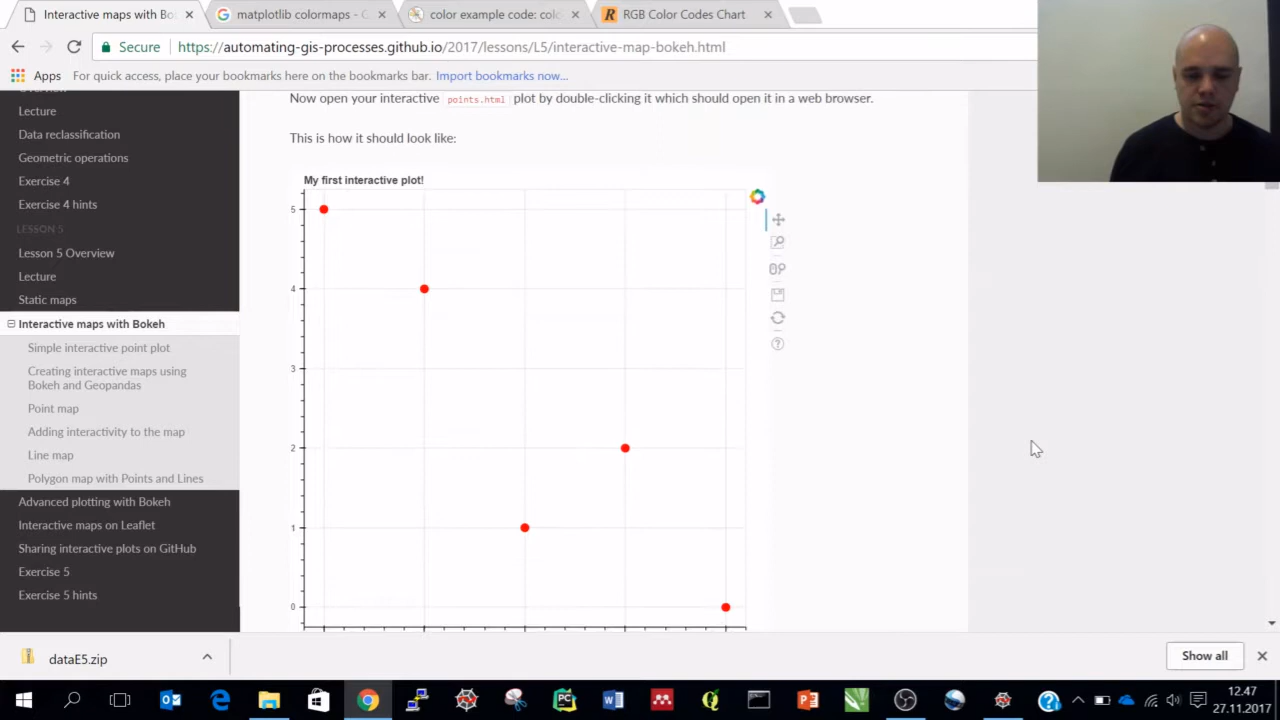 Interactive maps with Bo
matplotlib colormaps - G
color example code: colo
RGB Color Codes Chart
Secure
https://automating-gis-processes.github.io/2017/lessons/L5/interactive-map-bokeh.html
Apps
For quick access, place your bookmarks here on the bookmarks bar. Import bookmarks now...
Lecture
Data reclassification
Geometric operations
Exercise 4
Exercise 4 hints
LESSON 5
Lesson 5 Overview
Lecture
Static maps
Interactive maps with Bokeh
Simple interactive point plot
Creating interactive maps using
Bokeh and Geopandas
Point map
Adding interactivity to the map
Line map
Polygon map with Points and Lines
Advanced plotting with Bokeh
Interactive maps on Leaflet
Sharing interactive plots on GitHub
Exercise 5
Exercise 5 hints
Now open your interactive points.html plot by double-clicking it which should open it in a web browser.
This is how it should look like:
My first interactive plot!
5
4
3
2
1
0
dataE5.zip
Show all
12.47
27.11.2017